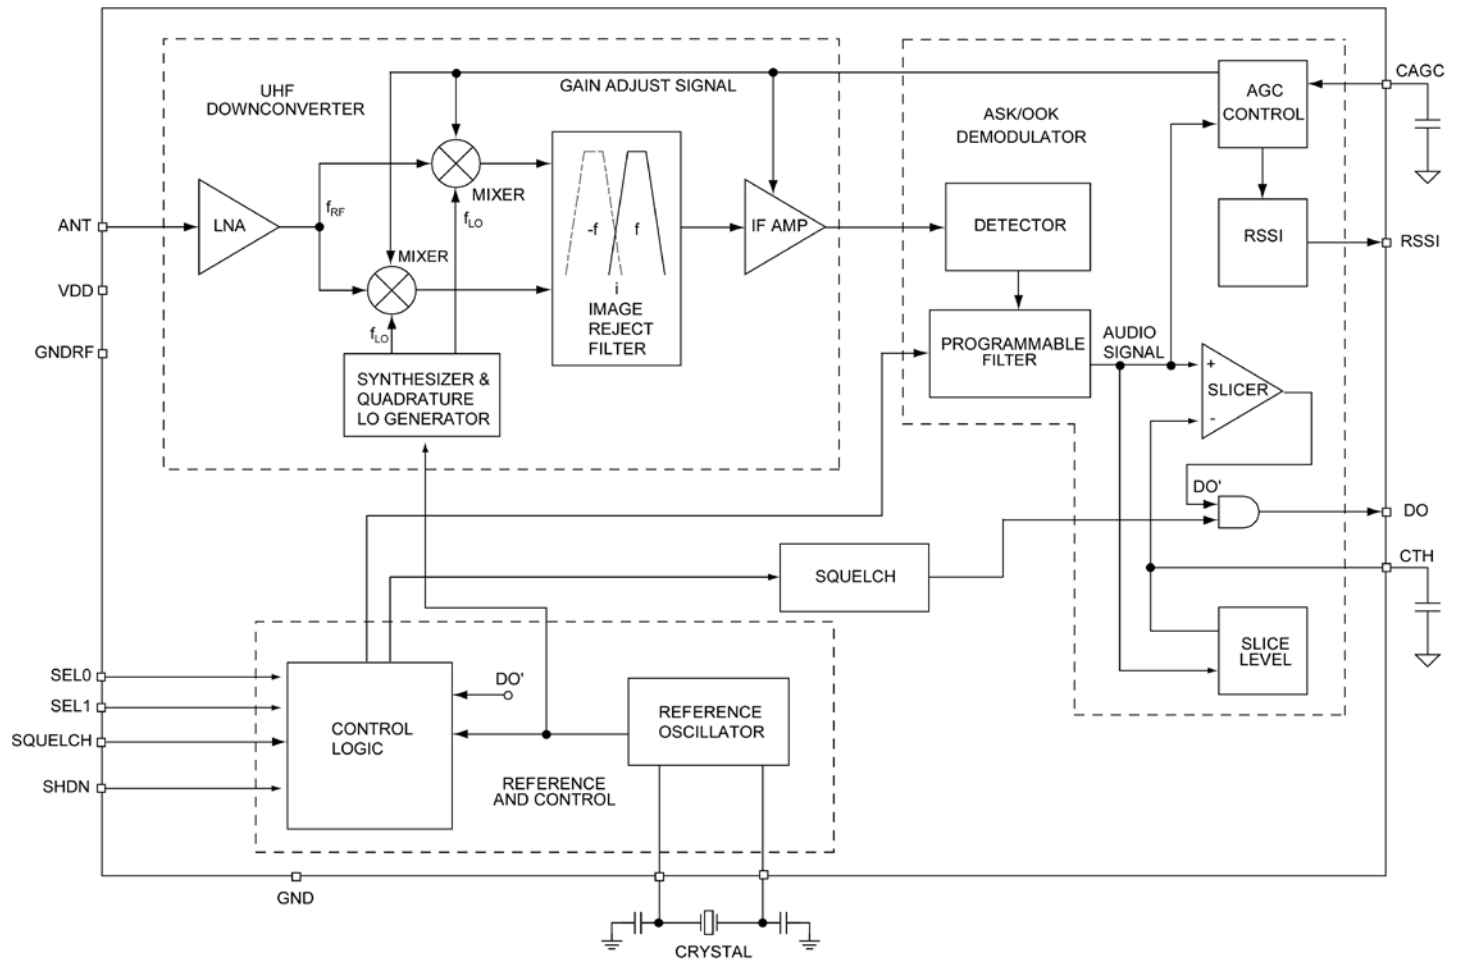 UHF
DOWNCONVERTER
GAIN ADJUST SIGNAL
ASK/OOK
DEMODULATOR
AGC
CONTROL
CAGC
ANT
LNA
fRF
MIXER
fLO
MIXER
fLO
-f
f
i
IMAGE
REJECT
FILTER
IF AMP
DETECTOR
RSSI
RSSI
VDD
GNDRF
SYNTHESIZER &
QUADRATURE
LO GENERATOR
PROGRAMMABLE
FILTER
AUDIO
SIGNAL
+
SLICER
-
DO'
DO
CTH
SQUELCH
SLICE
LEVEL
SEL0
SEL1
SQUELCH
SHDN
CONTROL
LOGIC
DO'
REFERENCE
OSCILLATOR
REFERENCE
AND CONTROL
GND
CRYSTAL